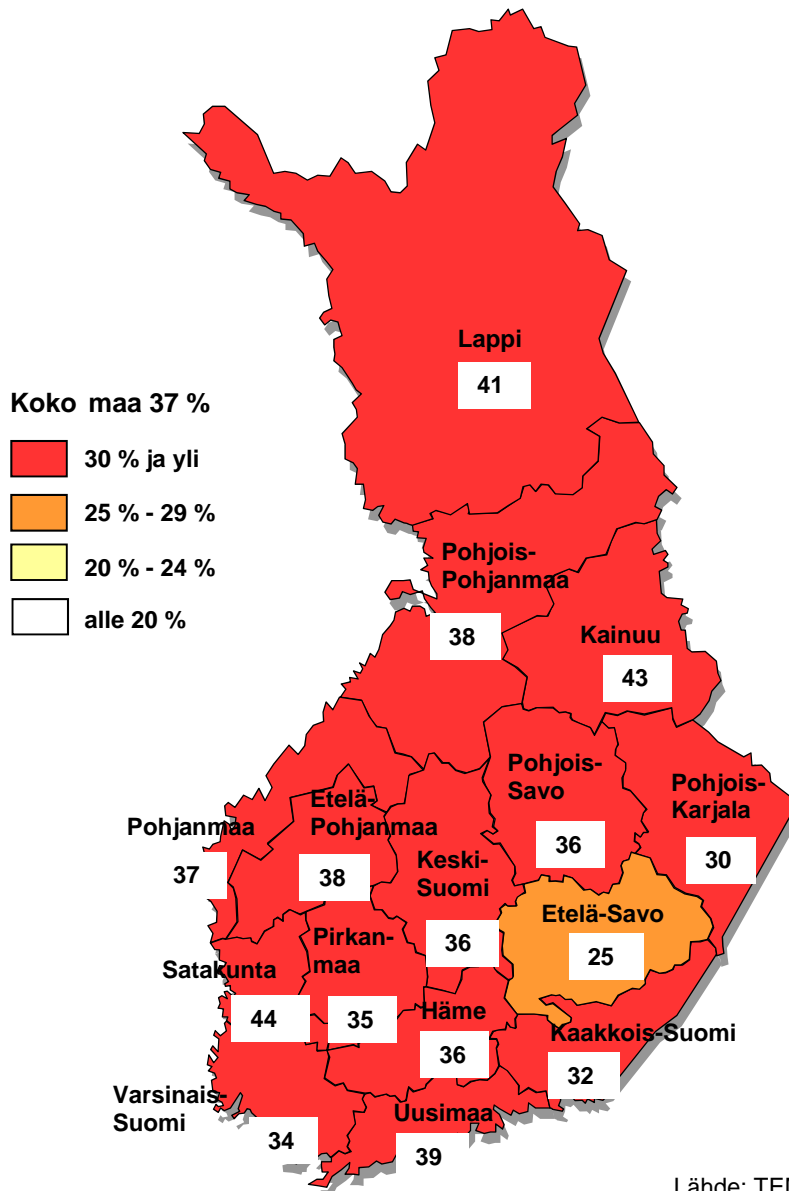 Lappi
41
Koko maa 37 %
30 % ja yli
25 % - 29 %
20 % - 24 %
alle 20 %
Pohjois-
Pohjanmaa
38
Kainuu
43
Pohjois-
Savo
36
Pohjois-
Karjala
30
Etelä-
Pohjanmaa
38
Pohjanmaa
37
Keski-
Suomi
36
Etelä-Savo
25
Pirkan-
maa
35
Satakunta
44
Häme
36
Kaakkois-Suomi
32
Varsinais-
Suomi
34
Uusimaa
39
Lähde: TEM